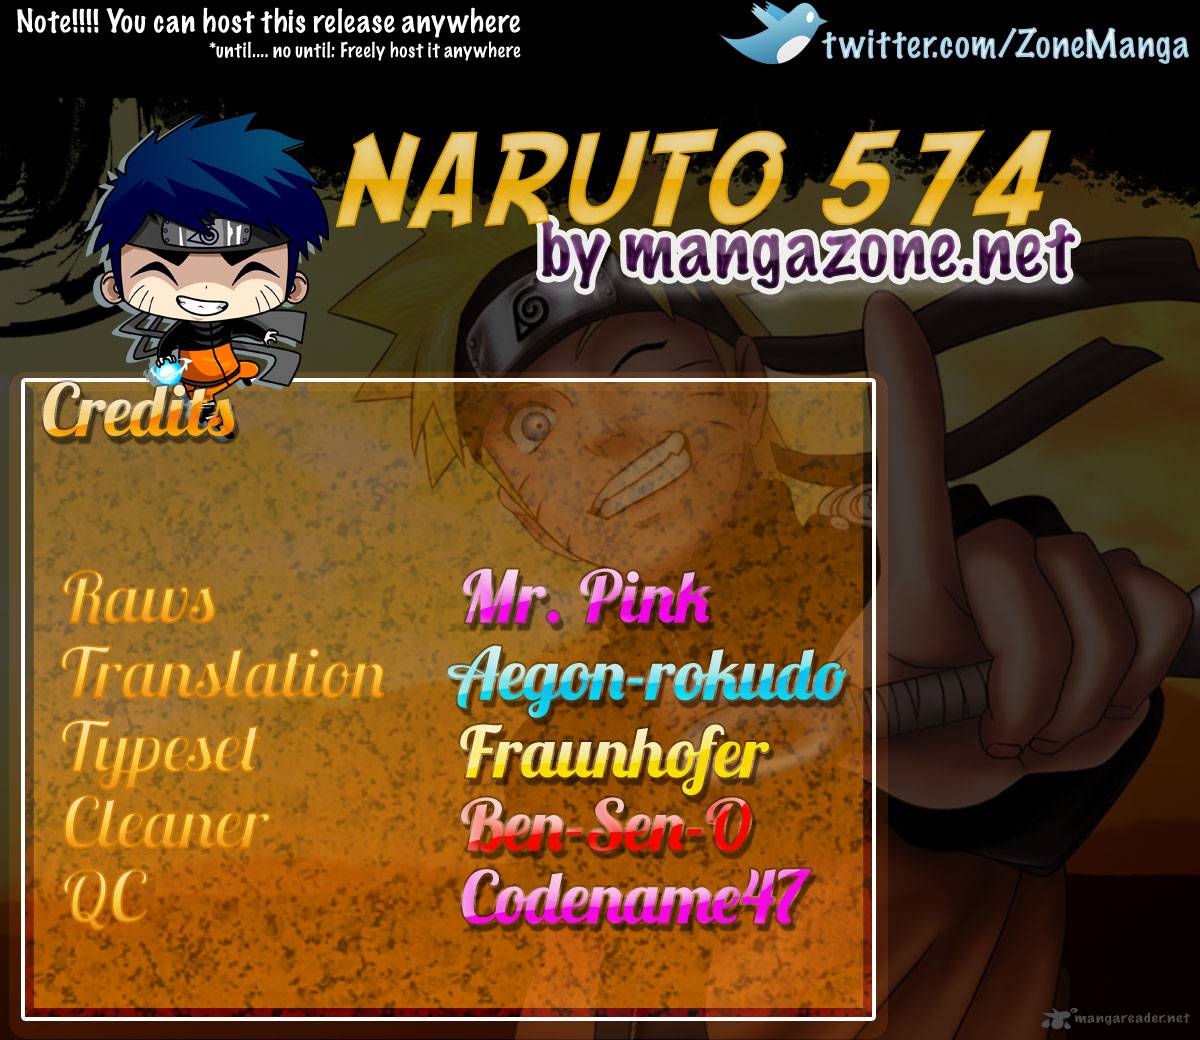 Note!!!! You can host this release anywhere
*until.... no until: Freely host it anywhere
twitter.com/ZoneManga
NARUTO 574
by mangazone.net
Credits
Raws Mr. Pink
Translation Aegon-rokudo
Typeset Fraunhofer
Cleaner Ben-Sen-O
QC Codename47
mangareader.net